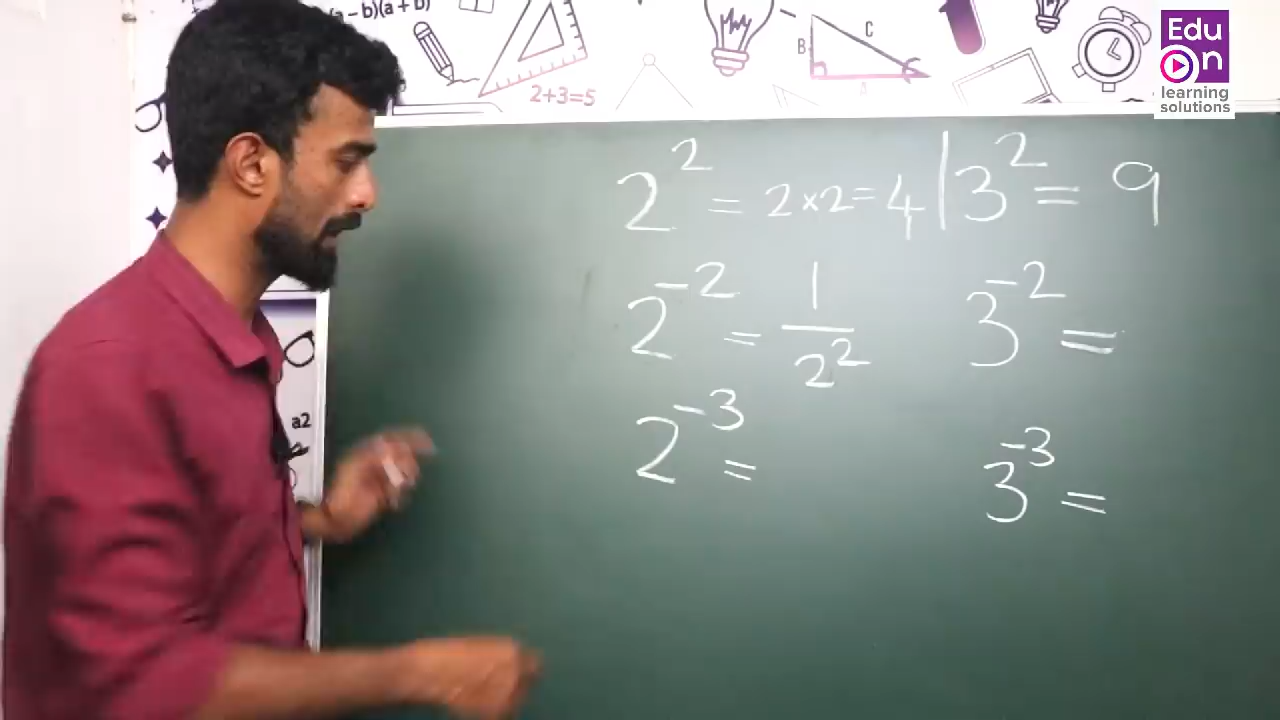 (a – b)(a + b)
2+3=5
B
C
Edu
On
learning
solutions
2² = 2×2=4 | 3² = 9
2⁻² = 1/2² 3⁻² =
2⁻³ = 3⁻³ =
a2